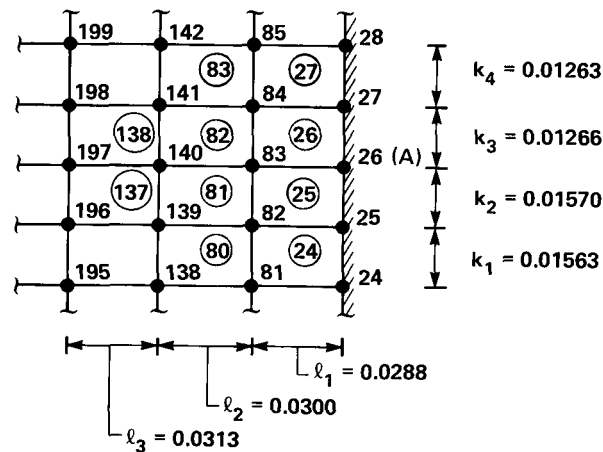 199 142 85 28
83 27 k₄ = 0.01263
198 141 84 27
138 82 26 k₃ = 0.01266
197 140 83 26 (A)
137 81 25 k₂ = 0.01570
196 139 82 25
80 24 k₁ = 0.01563
195 138 81 24
ℓ₁ = 0.0288
ℓ₂ = 0.0300
ℓ₃ = 0.0313